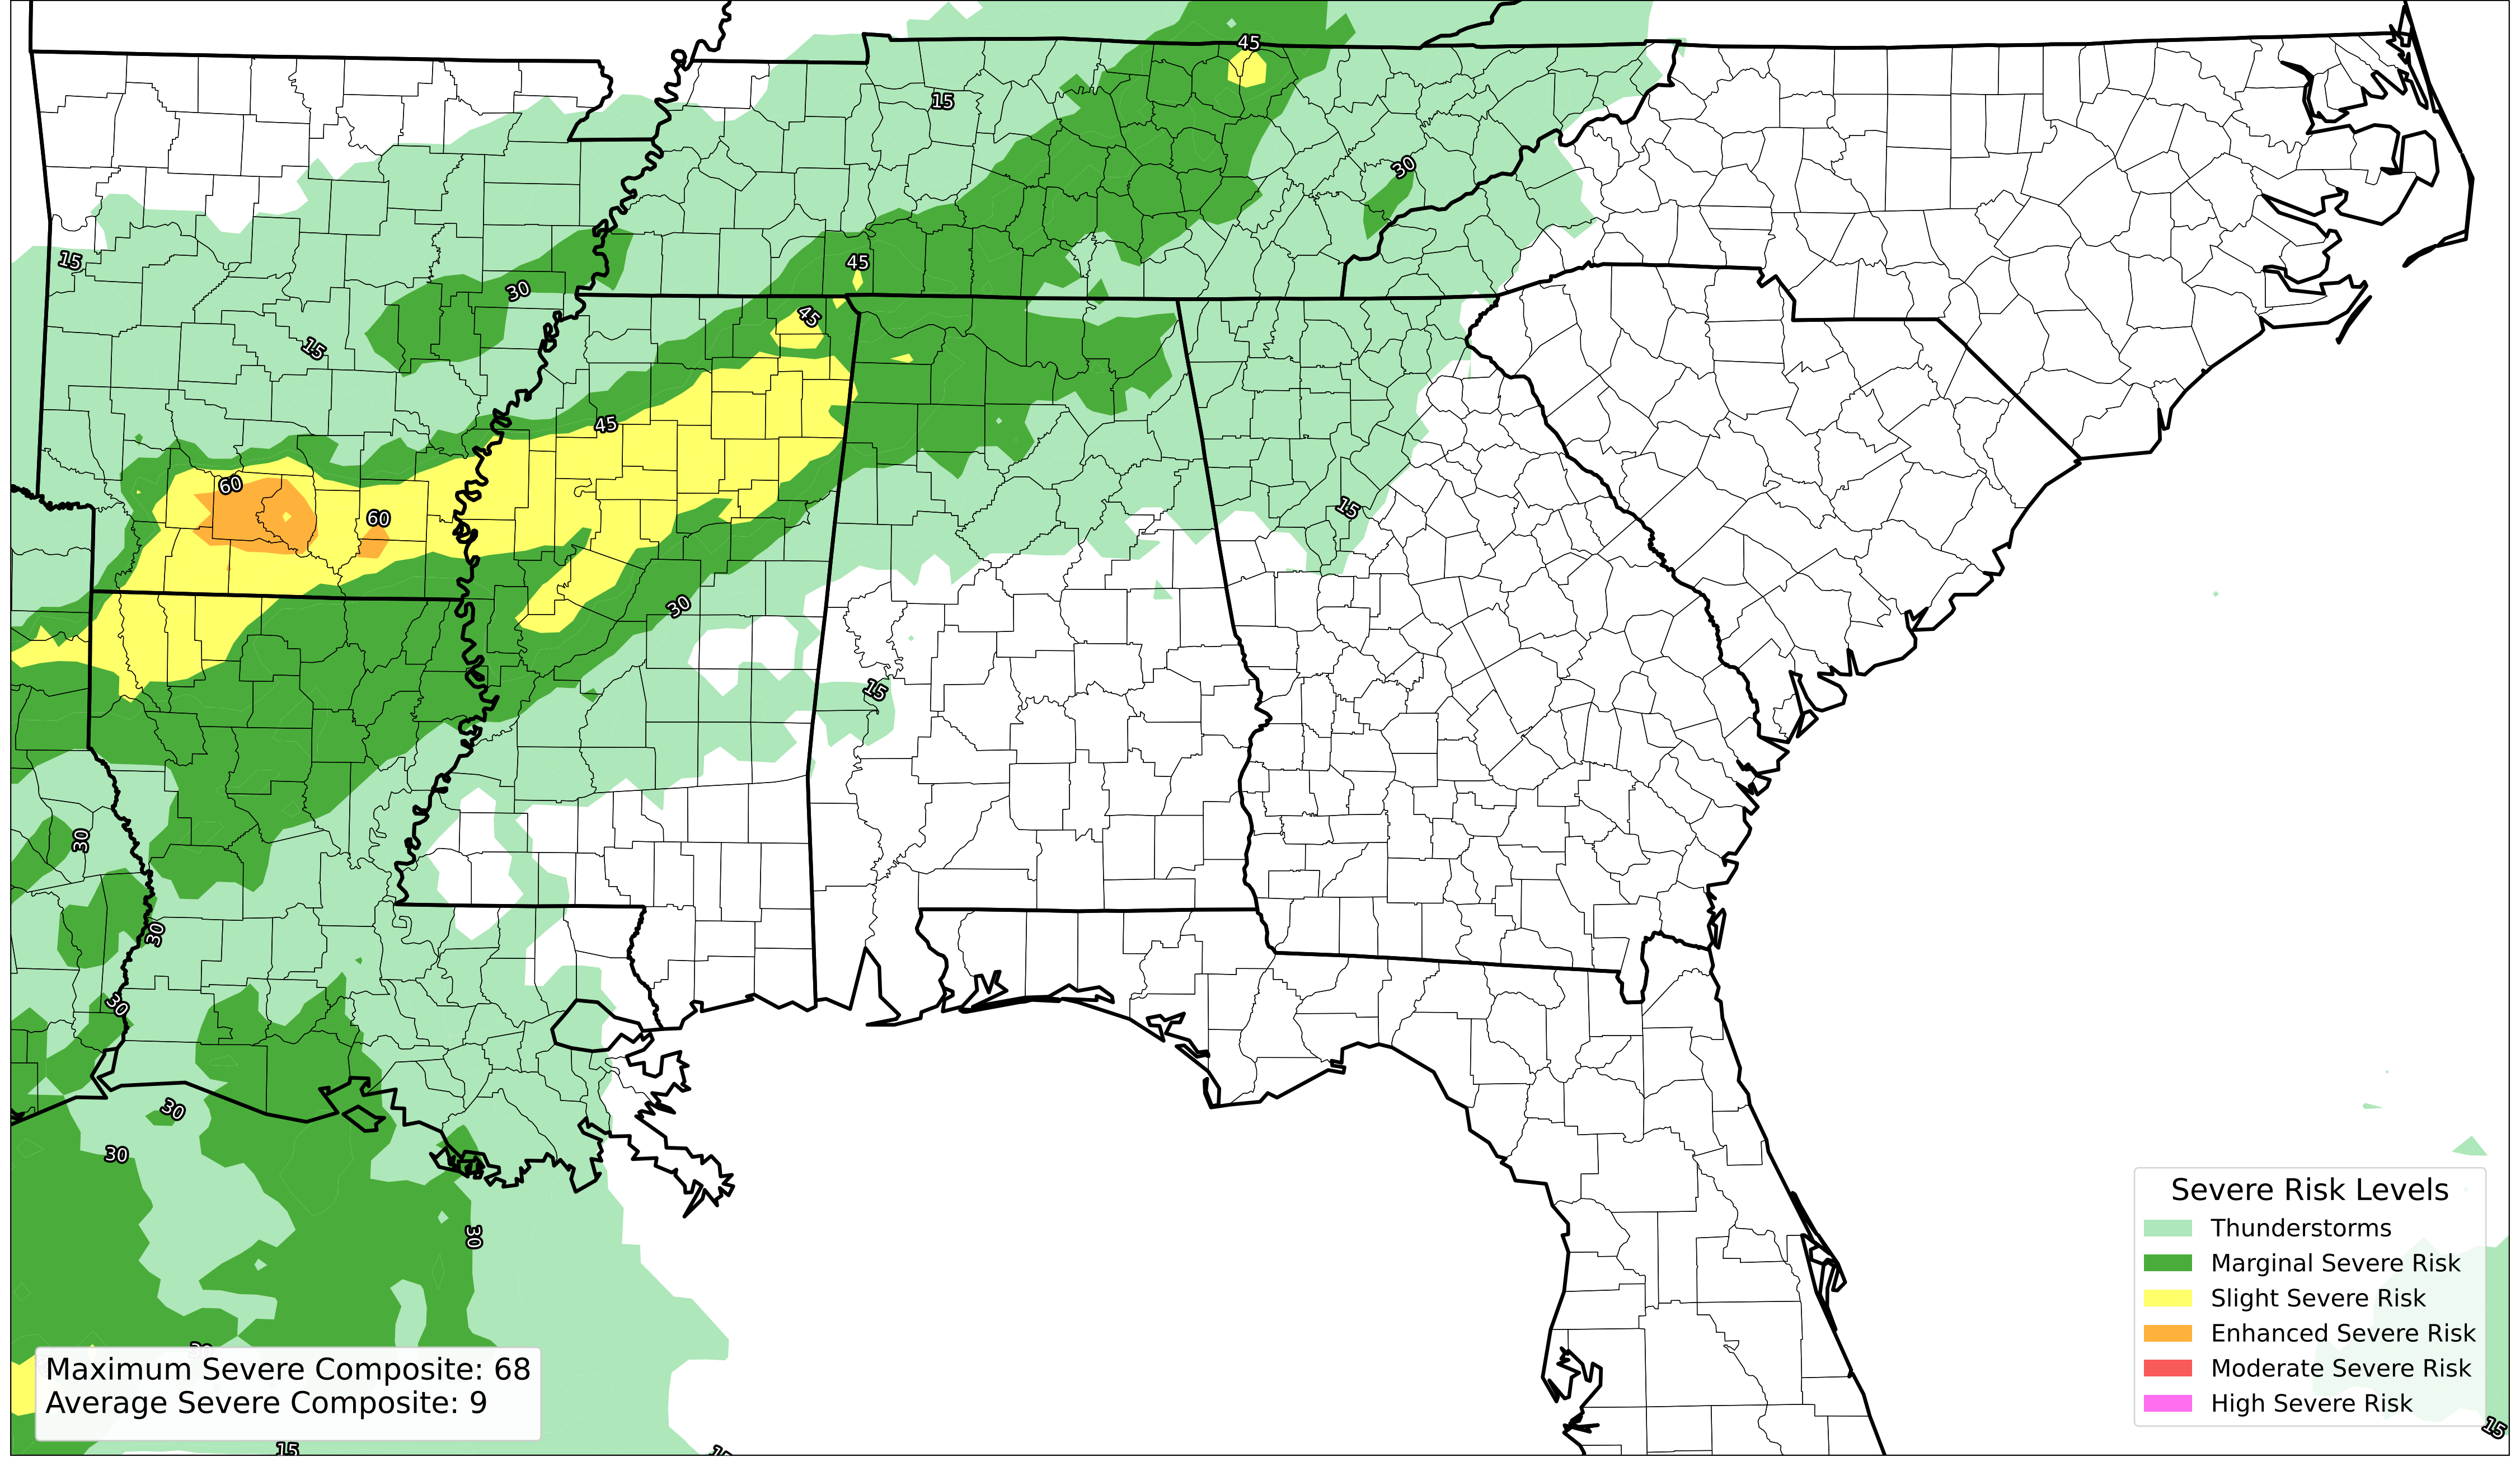 45
15
30
45
15
30
45
15
45
60
15
60
30
15
30
30
30
30
30
30
15
15
15
Severe Risk Levels
Thunderstorms
Marginal Severe Risk
Slight Severe Risk
Enhanced Severe Risk
Moderate Severe Risk
High Severe Risk
Maximum Severe Composite: 68
Average Severe Composite: 9